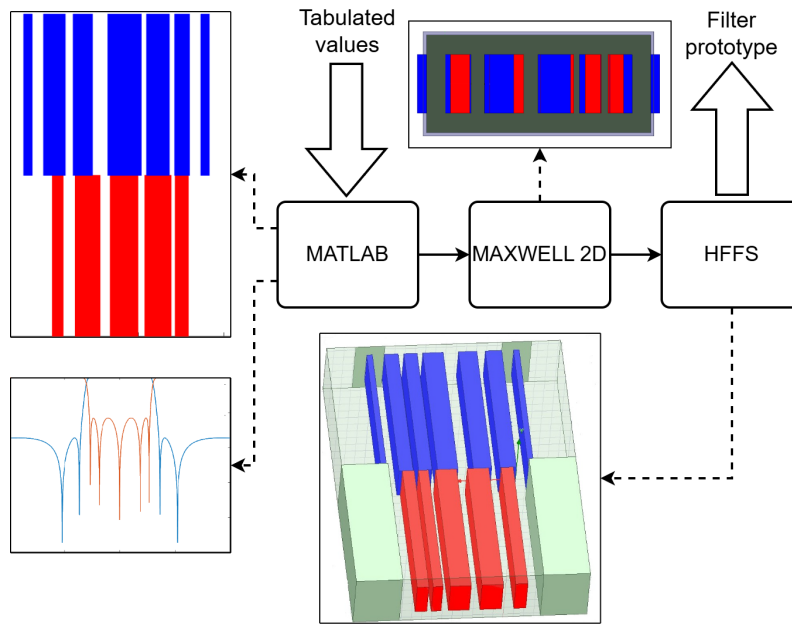 Tabulated
values
Filter
prototype
MATLAB
MAXWELL 2D
HFFS